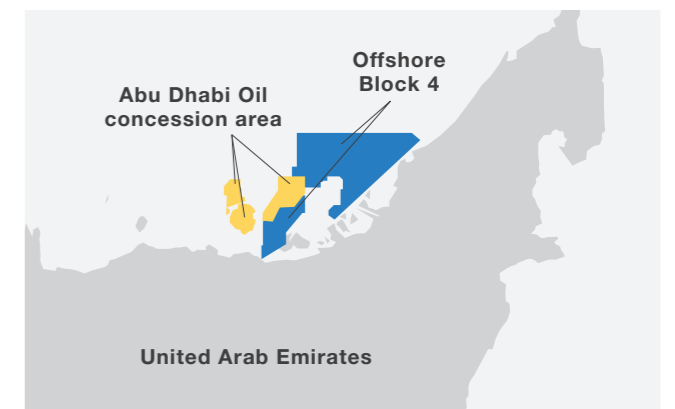 Offshore
Block 4
Abu Dhabi Oil
concession area
United Arab Emirates